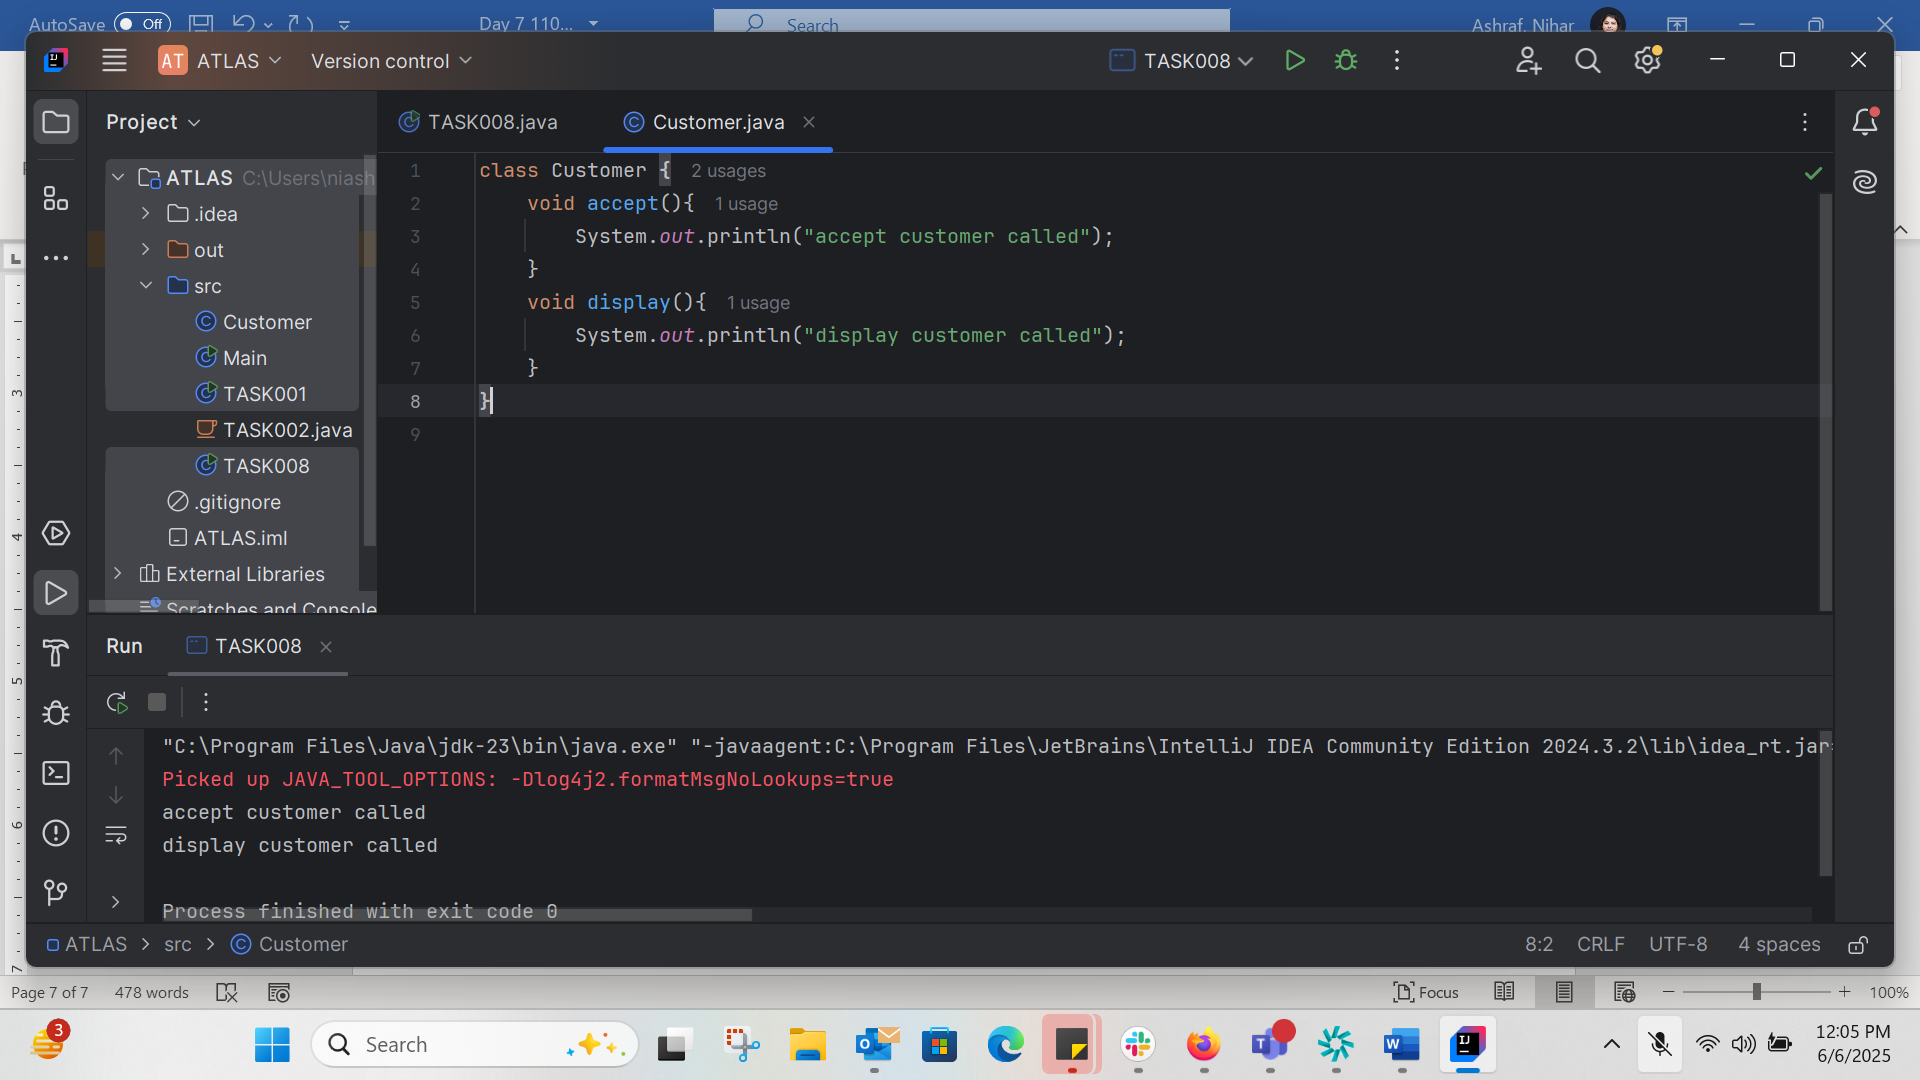 AutoSave Off Day 7 110... Search Ashraf, Nihar
AT ATLAS Version control TASK008
Project TASK008.java Customer.java
ATLAS C:\Users\niash
.idea
out
src
Customer
Main
TASK001
TASK002.java
TASK008
.gitignore
ATLAS.iml
External Libraries
Scratches and Console
1 class Customer { 2 usages
2 void accept(){ 1 usage
3 System.out.println("accept customer called");
4 }
5 void display(){ 1 usage
6 System.out.println("display customer called");
7 }
8 }
9
Run TASK008
"C:\Program Files\Java\jdk-23\bin\java.exe" "-javaagent:C:\Program Files\JetBrains\IntelliJ IDEA Community Edition 2024.3.2\lib\idea_rt.jar=
Picked up JAVA_TOOL_OPTIONS: -Dlog4j2.formatMsgNoLookups=true
accept customer called
display customer called
Process finished with exit code 0
ATLAS > src > Customer 8:2 CRLF UTF-8 4 spaces
3
4
5
6
7
Page 7 of 7 478 words Focus 100%
3 Search 12:05 PM
6/6/2025